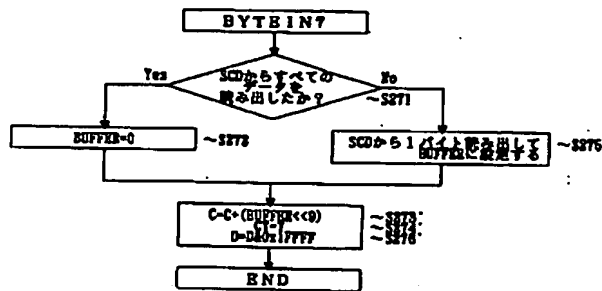 BYTEIN7
Yes
SCDからすべての
データを
読み出したか?
No
~S271
BUFFER=0
~S272
SCDから1バイト読み出して
BUFFERに設定する
~S275
C=C+(BUFFER<<9)
~S273
~S274
~S276
END